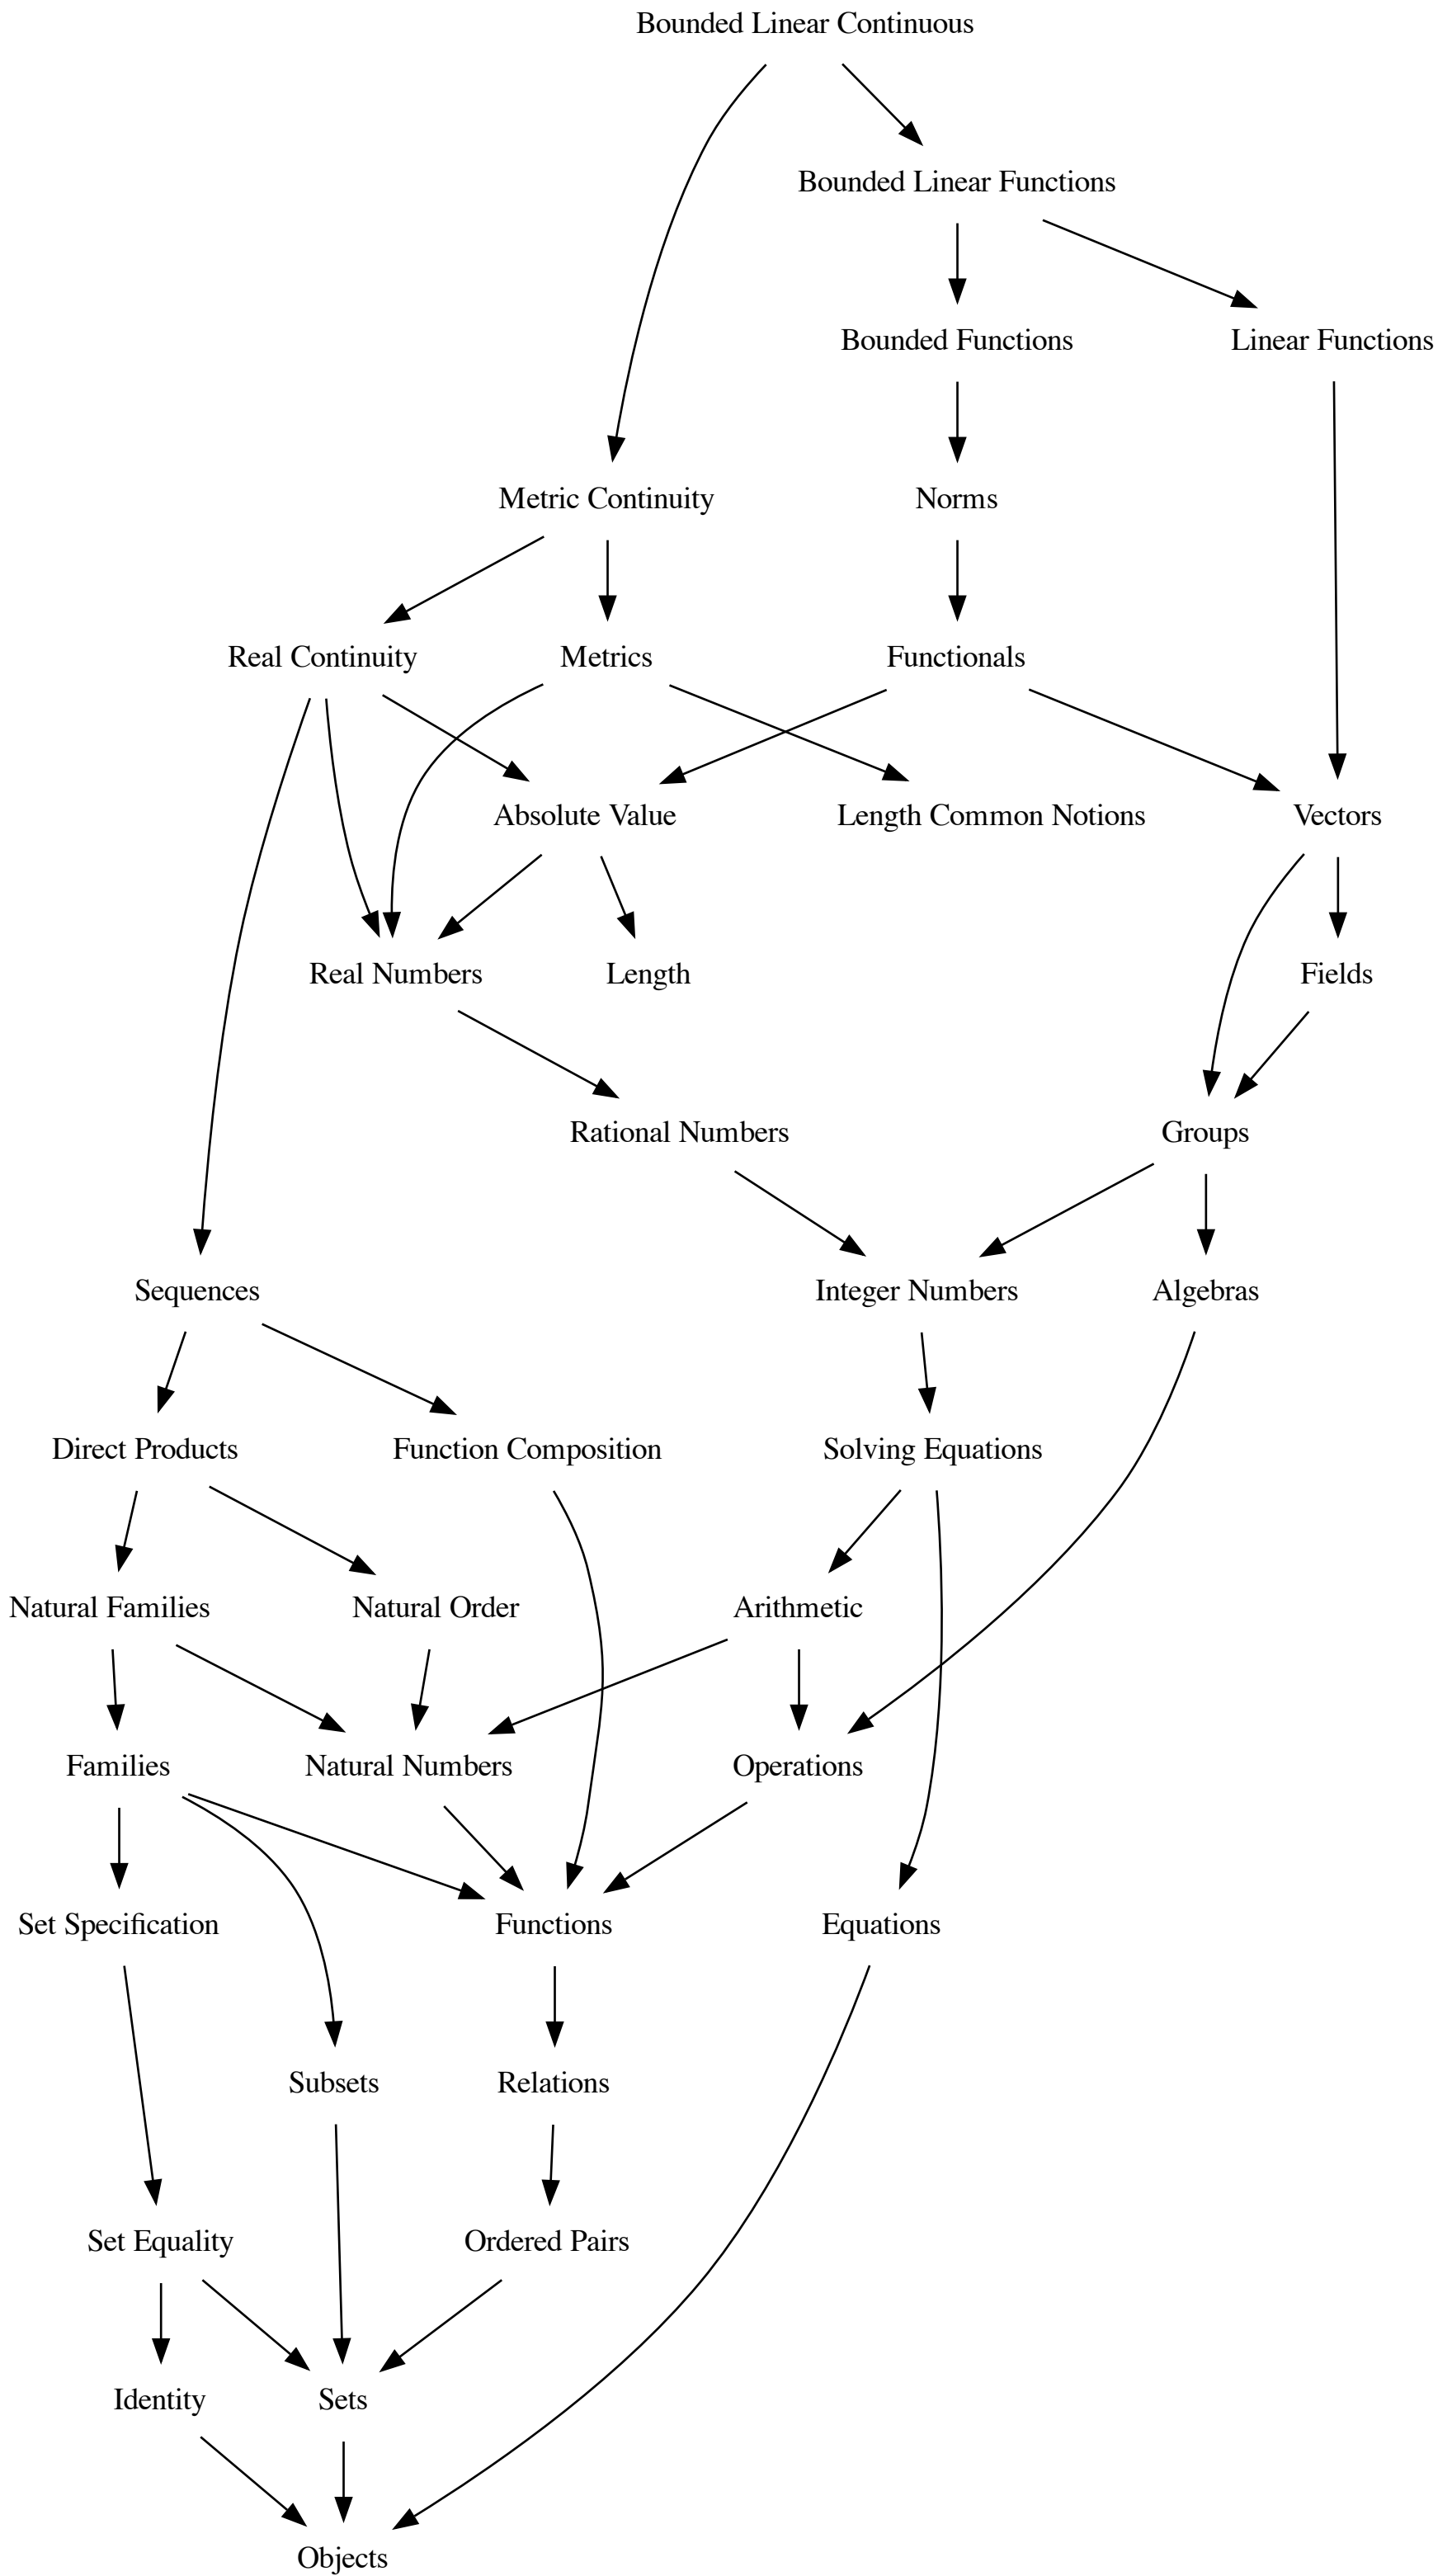 Bounded Linear Continuous
Bounded Linear Functions
Bounded Functions
Linear Functions
Metric Continuity
Norms
Real Continuity
Metrics
Functionals
Absolute Value
Length Common Notions
Vectors
Real Numbers
Length
Fields
Rational Numbers
Groups
Sequences
Integer Numbers
Algebras
Direct Products
Function Composition
Solving Equations
Natural Families
Natural Order
Arithmetic
Families
Natural Numbers
Operations
Set Specification
Functions
Equations
Subsets
Relations
Set Equality
Ordered Pairs
Identity
Sets
Objects